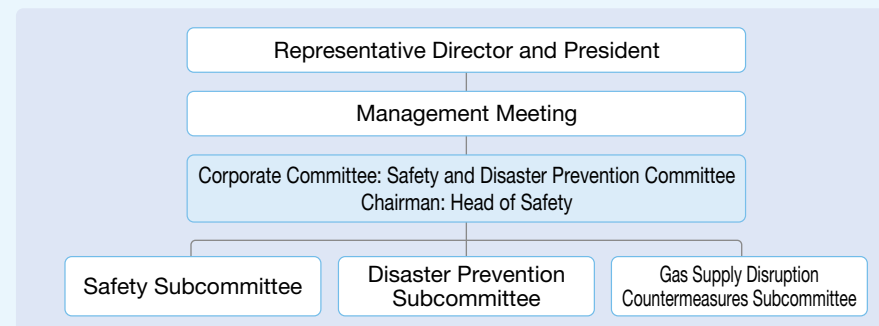 Representative Director and President
Management Meeting
Corporate Committee: Safety and Disaster Prevention Committee
Chairman: Head of Safety
Safety Subcommittee
Disaster Prevention
Subcommittee
Gas Supply Disruption
Countermeasures Subcommittee